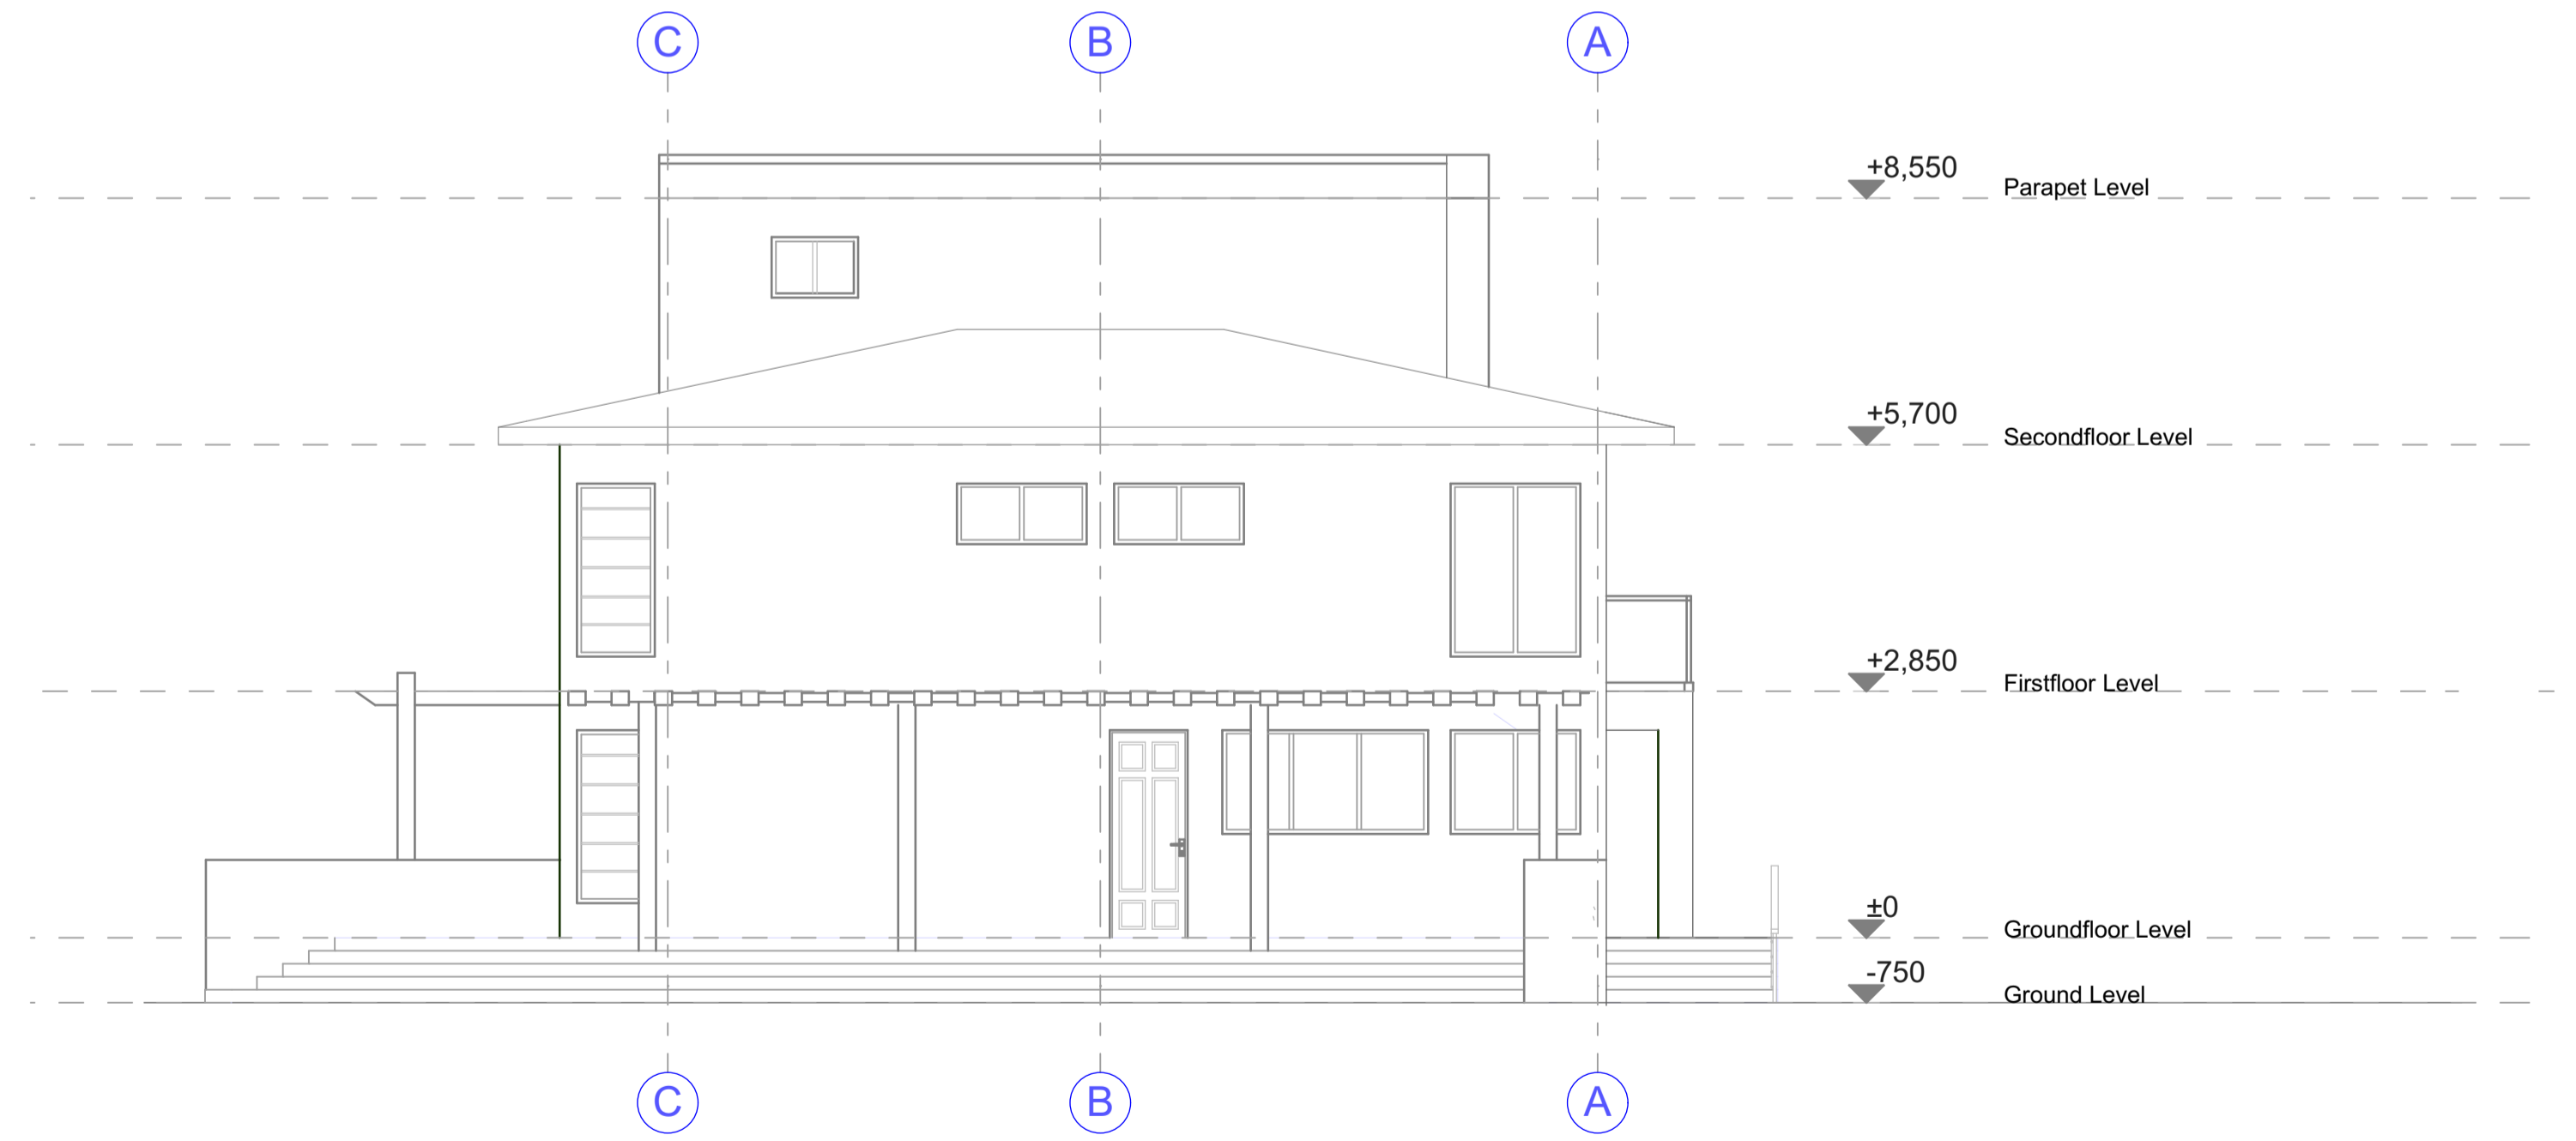 C B A
+8,550 Parapet Level
+5,700 Secondfloor Level
+2,850 Firstfloor Level
±0 Groundfloor Level
-750 Ground Level
C B A